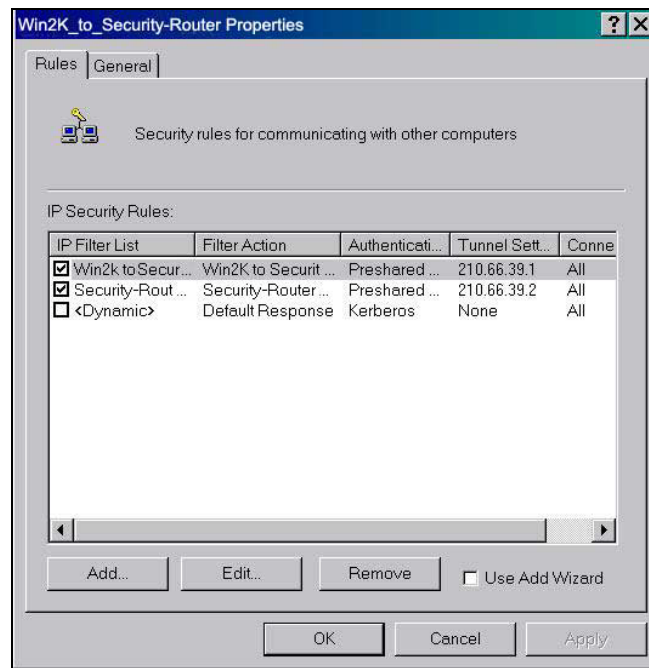 Win2K_to_Security-Router Properties
Rules General
Security rules for communicating with other computers
IP Security Rules:
IP Filter List Filter Action Authenticati... Tunnel Sett... Conne
Win2k to Secur... Win2K to Securit ... Preshared ... 210.66.39.1 All
Security-Rout ... Security-Router ... Preshared ... 210.66.39.2 All
<Dynamic> Default Response Kerberos None All
Add... Edit... Remove Use Add Wizard
OK Cancel Apply